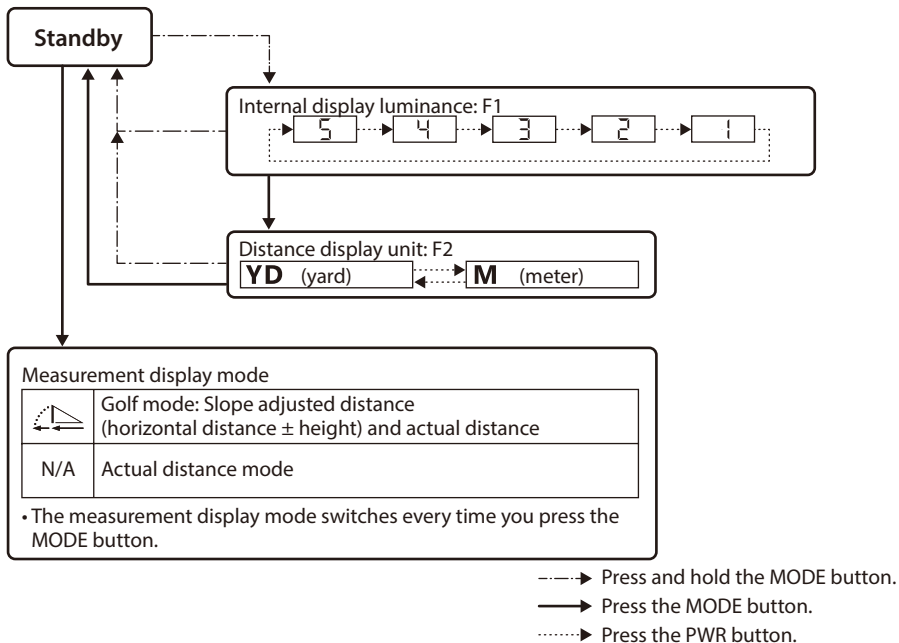 Standby
Internal display luminance: F1
5 4 3 2 1
Distance display unit: F2
YD (yard) M (meter)
Measurement display mode
Golf mode: Slope adjusted distance
(horizontal distance ± height) and actual distance
N/A Actual distance mode
• The measurement display mode switches every time you press the
MODE button.
Press and hold the MODE button.
Press the MODE button.
Press the PWR button.